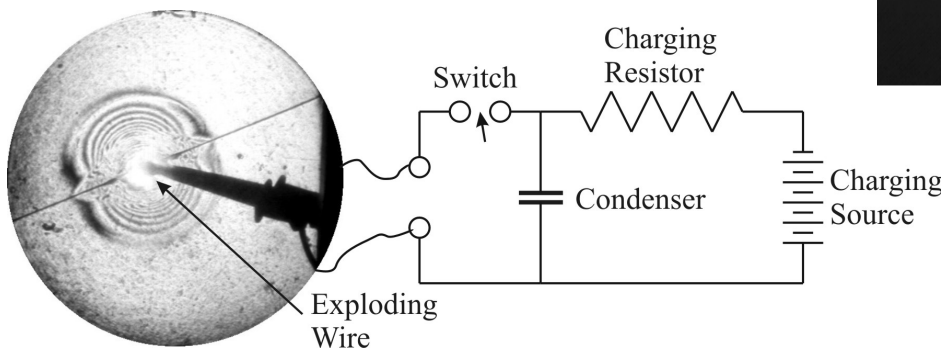 Charging
Resistor
Switch
Condenser
Charging
Source
Exploding
Wire